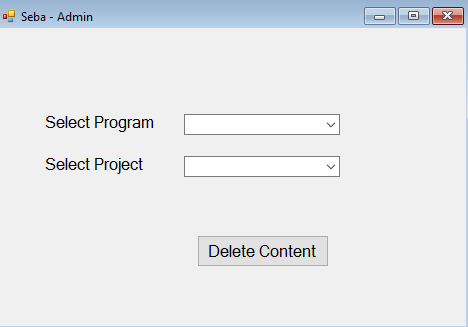 Seba - Admin
Select Program
Select Project
Delete Content